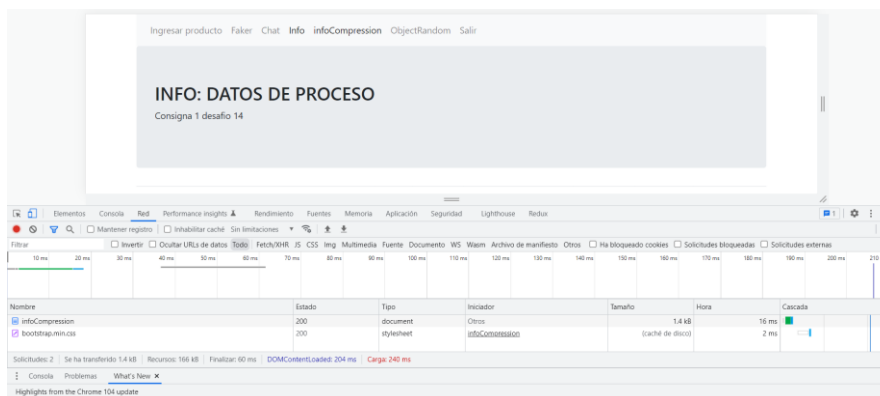 Ingresar producto Faker Chat Info infoCompression ObjectRandom Salir
INFO: DATOS DE PROCESO
Consigna 1 desafio 14
Elementos Consola Red Performance insights Rendimiento Fuentes Memoria Aplicación Seguridad Lighthouse Redux 1
Mantener registro Inhabilitar caché Sin limitaciones
Filtrar Invertir Ocultar URLs de datos Todo Fetch/XHR JS CSS Img Multimedia Fuente Documento WS Wasm Archivo de manifiesto Otros Ha bloqueado cookies Solicitudes bloqueadas Solicitudes externas
10 ms 20 ms 30 ms 40 ms 50 ms 60 ms 70 ms 80 ms 90 ms 100 ms 110 ms 120 ms 130 ms 140 ms 150 ms 160 ms 170 ms 180 ms 190 ms 200 ms 210
Nombre Estado Tipo Iniciador Tamaño Hora Cascada
infoCompression 200 document Otros 1.4 kB 16 ms
bootstrap.min.css 200 stylesheet infoCompression (caché de disco) 2 ms
Solicitudes: 2 Se ha transferido 1.4 kB Recursos: 166 kB Finalizar: 60 ms DOMContentLoaded: 204 ms Carga: 240 ms
Consola Problemas What's New ×
Highlights from the Chrome 104 update